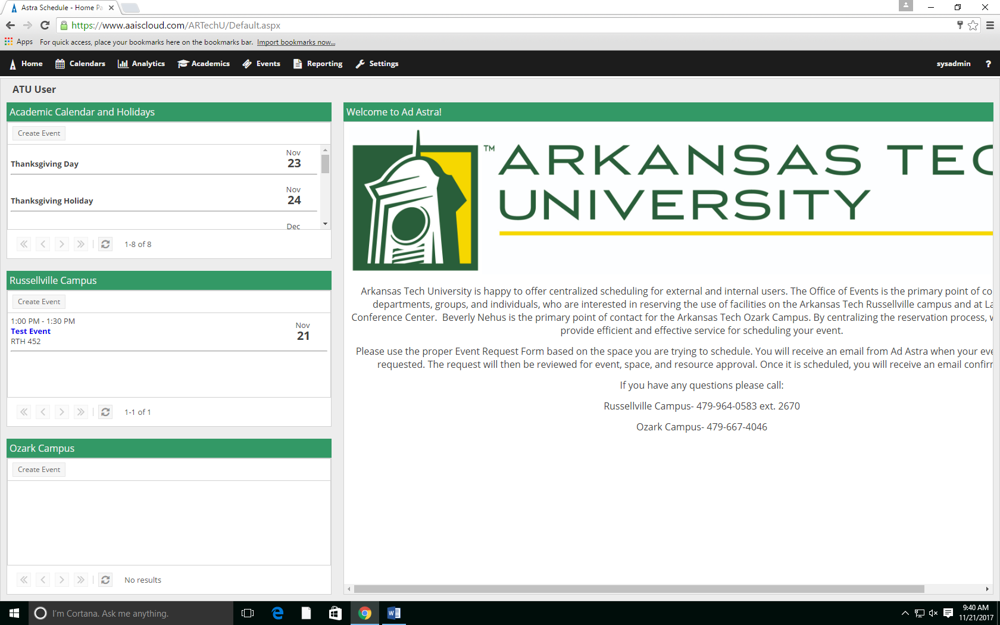 Astra Schedule - Home Pa
https://www.aaiscloud.com/ARTechU/Default.aspx
Apps For quick access, place your bookmarks here on the bookmarks bar. Import bookmarks now...
Home Calendars Analytics Academics Events Reporting Settings sysadmin ?
ATU User
Academic Calendar and Holidays
Create Event
Nov
Thanksgiving Day 23
Nov
Thanksgiving Holiday 24
Dec
1-8 of 8
Russellville Campus
Create Event
1:00 PM - 1:30 PM
Test Event
RTH 452
Nov
21
1-1 of 1
Ozark Campus
Create Event
No results
Welcome to Ad Astra!
™ ARKANSAS TEC
UNIVERSITY
Arkansas Tech University is happy to offer centralized scheduling for external and internal users. The Office of Events is the primary point of co
departments, groups, and individuals, who are interested in reserving the use of facilities on the Arkansas Tech Russellville campus and at La
Conference Center. Beverly Nehus is the primary point of contact for the Arkansas Tech Ozark Campus. By centralizing the reservation process, w
provide efficient and effective service for scheduling your event.
Please use the proper Event Request Form based on the space you are trying to schedule. You will receive an email from Ad Astra when your eve
requested. The request will then be reviewed for event, space, and resource approval. Once it is scheduled, you will receive an email confirm
If you have any questions please call:
Russellville Campus- 479-964-0583 ext. 2670
Ozark Campus- 479-667-4046
I'm Cortana. Ask me anything.
9:40 AM
11/21/2017